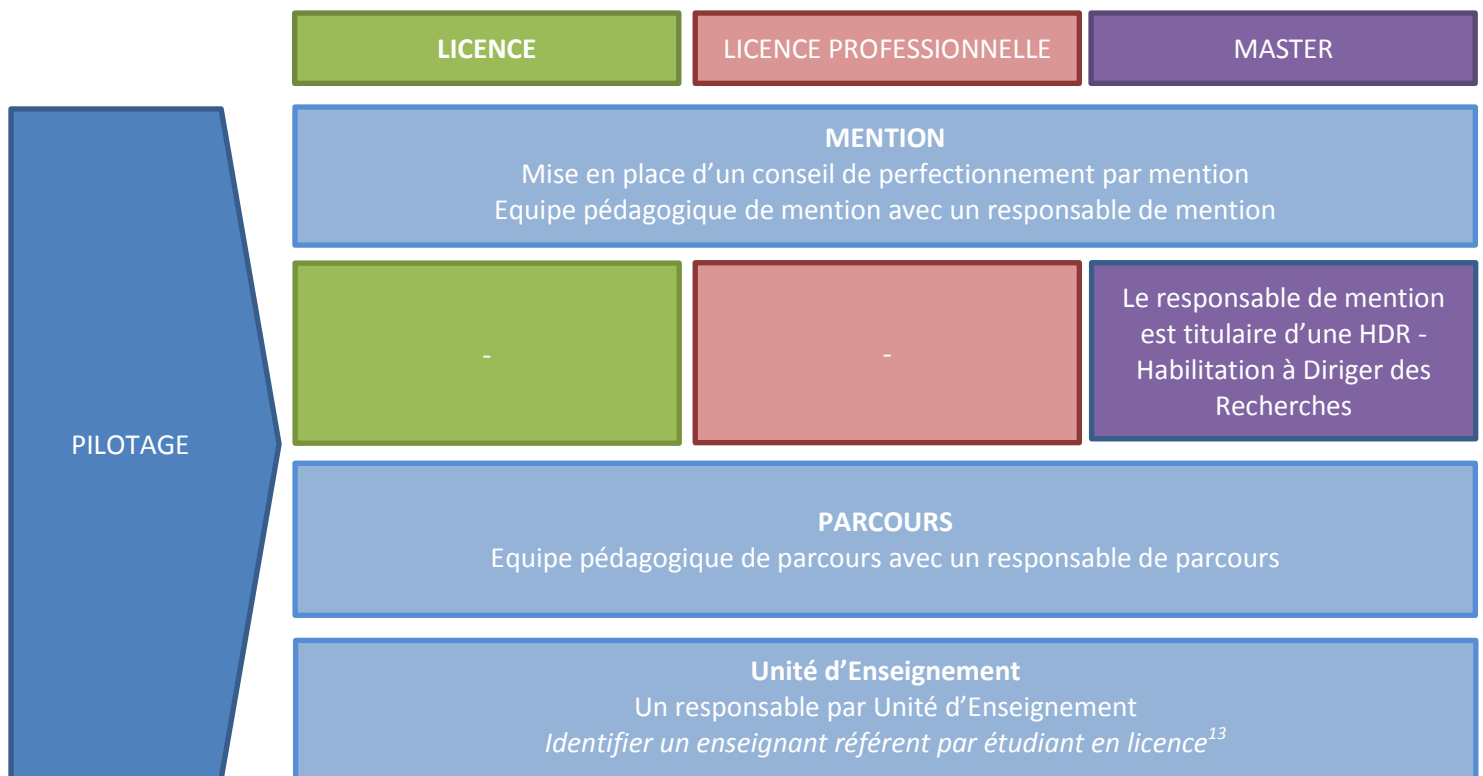 LICENCE
LICENCE PROFESSIONNELLE
MASTER
PILOTAGE
MENTION
Mise en place d’un conseil de perfectionnement par mention
Equipe pédagogique de mention avec un responsable de mention
-
-
Le responsable de mention
est titulaire d’une HDR -
Habilitation à Diriger des
Recherches
PARCOURS
Equipe pédagogique de parcours avec un responsable de parcours
Unité d’Enseignement
Un responsable par Unité d’Enseignement
Identifier un enseignant référent par étudiant en licence¹³